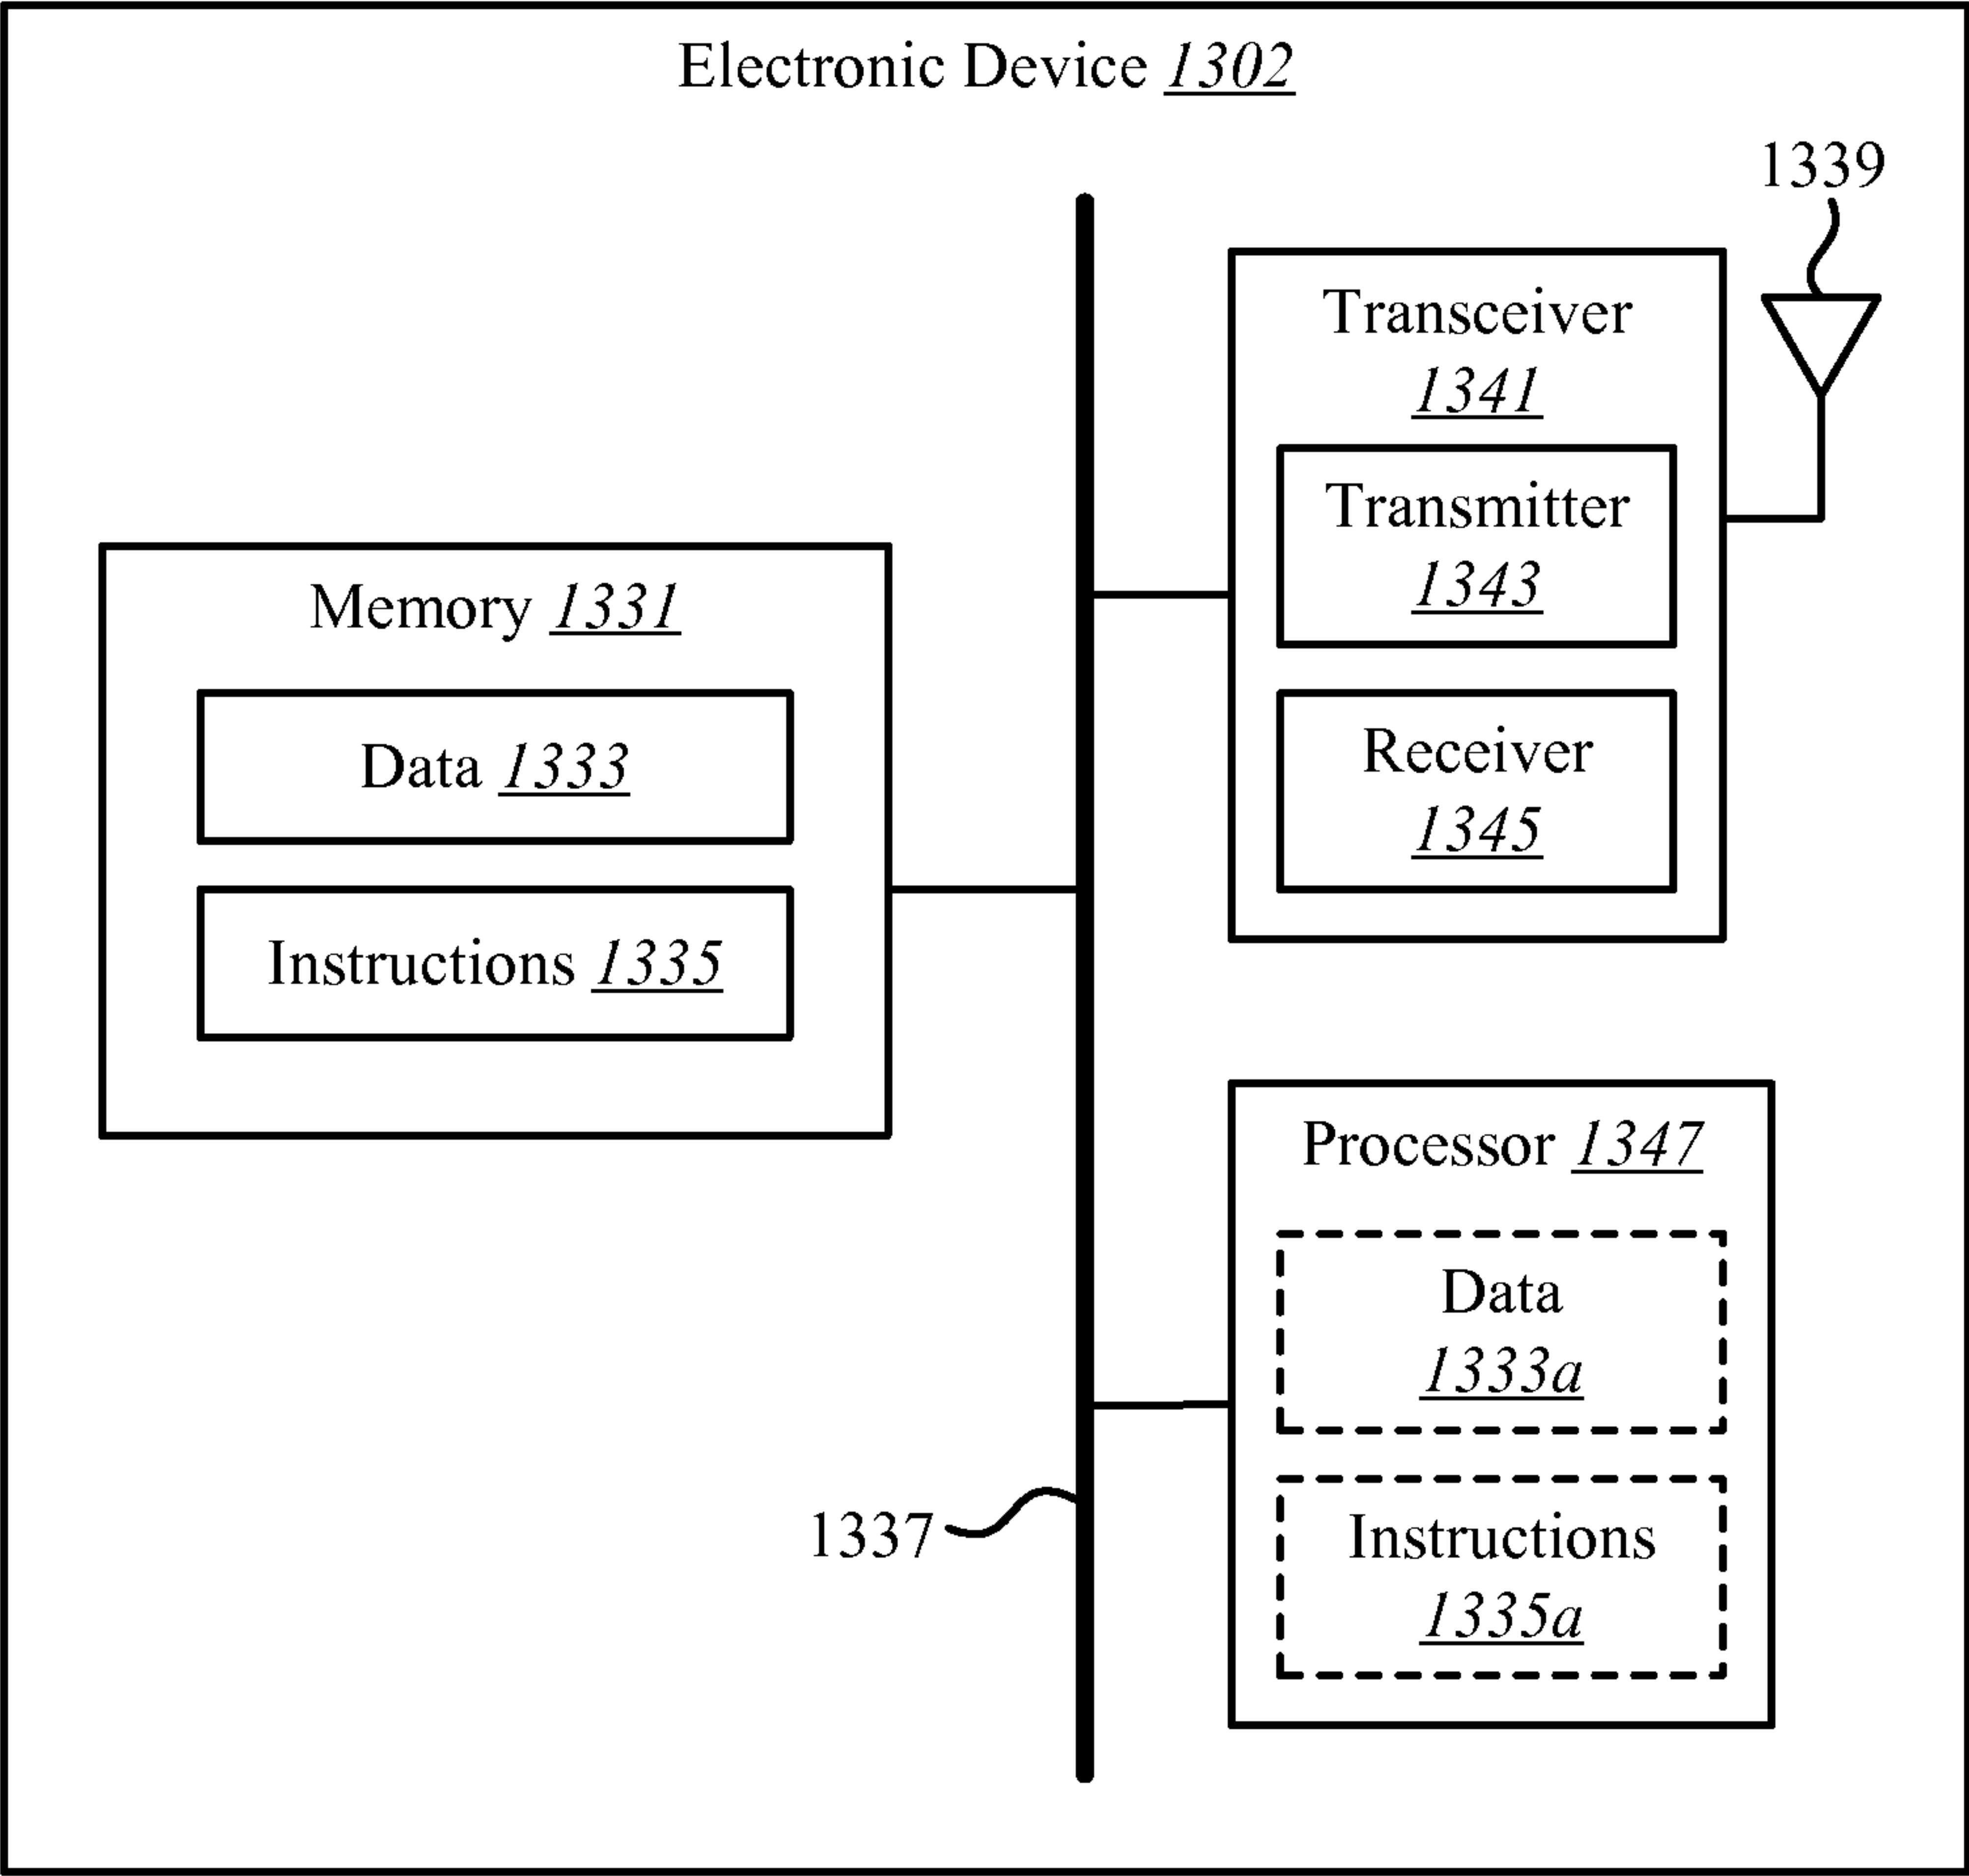 Electronic Device 1302
1339
Transceiver
1341
Transmitter
1343
Receiver
1345
Memory 1331
Data 1333
Instructions 1335
Processor 1347
Data
1333a
Instructions
1335a
1337